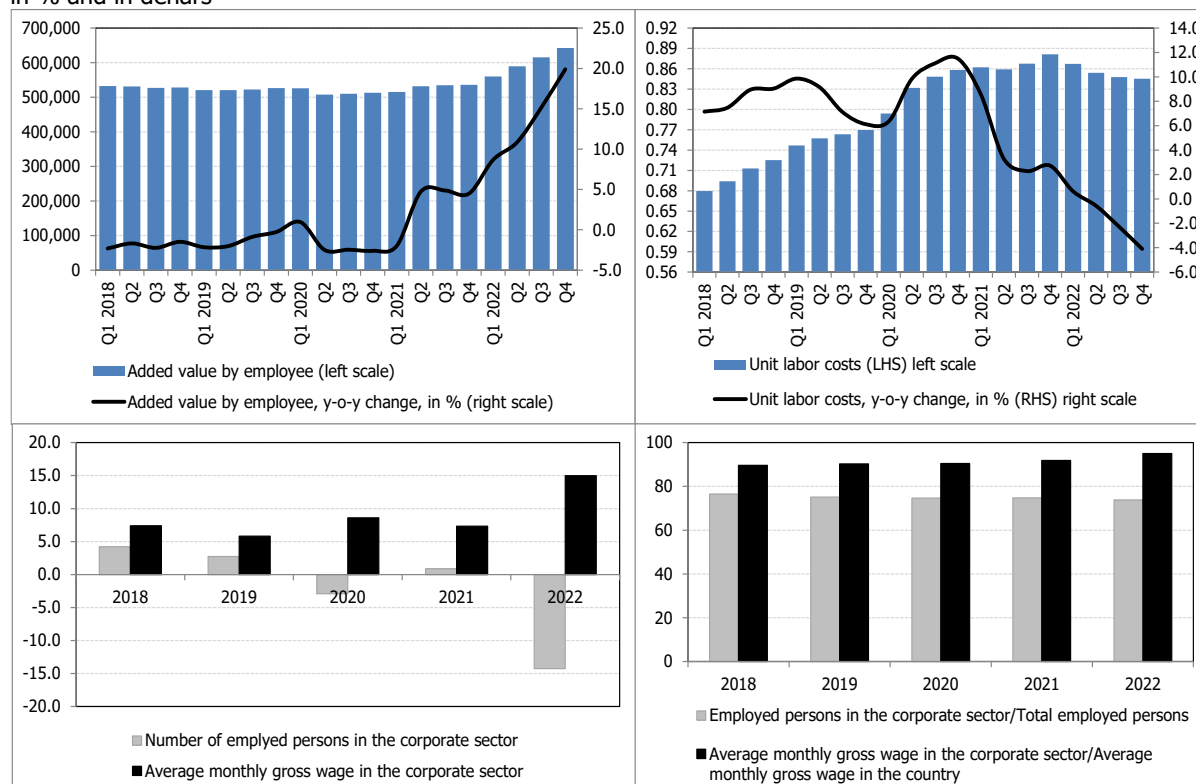 in % and in denars
700,000
600,000
500,000
400,000
300,000
200,000
100,000
0
25.0
20.0
15.0
10.0
5.0
0.0
-5.0
Q1 2018
Q2
Q3
Q4
Q1 2019
Q2
Q3
Q4
Q1 2020
Q2
Q3
Q4
Q1 2021
Q2
Q3
Q4
Q1 2022
Q2
Q3
Q4
Added value by employee (left scale)
Added value by employee, y-o-y change, in % (right scale)
0.92
0.89
0.86
0.83
0.80
0.77
0.74
0.71
0.68
0.65
0.62
0.59
0.56
14.0
12.0
10.0
8.0
6.0
4.0
2.0
0.0
-2.0
-4.0
-6.0
Q1 2018
Q2
Q3
Q4
Q1 2019
Q2
Q3
Q4
Q1 2020
Q2
Q3
Q4
Q1 2021
Q2
Q3
Q4
Q1 2022
Q2
Q3
Q4
Unit labor costs (LHS) left scale
Unit labor costs, y-o-y change, in % (RHS) right scale
20.0
15.0
10.0
5.0
0.0
-5.0
-10.0
-15.0
-20.0
2018
2019
2020
2021
2022
Number of emplyed persons in the corporate sector
Average monthly gross wage in the corporate sector
100
80
60
40
20
0
2018
2019
2020
2021
2022
Employed persons in the corporate sector/Total employed persons
Average monthly gross wage in the corporate sector/Average
monthly gross wage in the country